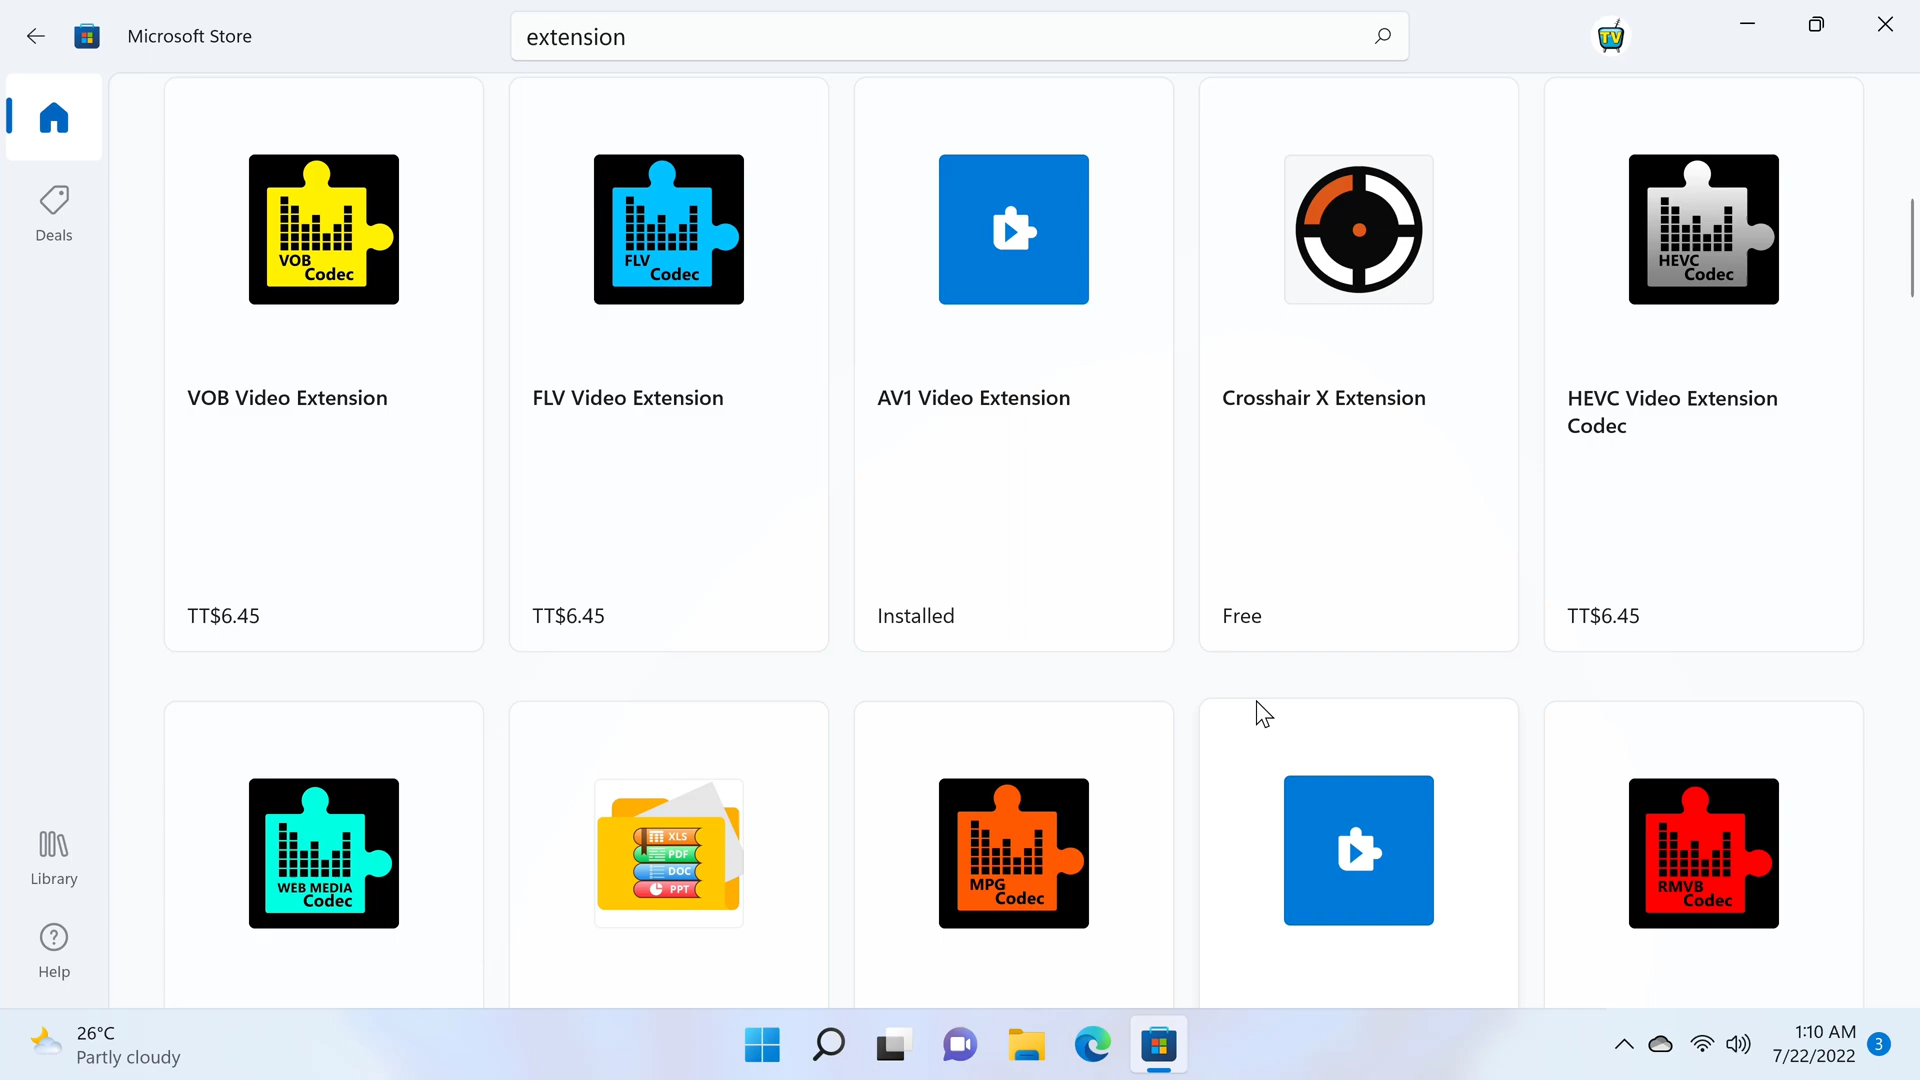 Microsoft Store
extension
TV
Deals
Library
Help
VOB
Codec
FLV
Codec
HEVC
Codec
VOB Video Extension
FLV Video Extension
AV1 Video Extension
Crosshair X Extension
HEVC Video Extension
Codec
TT$6.45
TT$6.45
Installed
Free
TT$6.45
WEB MEDIA
Codec
XLS
PDF
DOC
PPT
MPG
Codec
RMVB
Codec
26°C
Partly cloudy
1:10 AM
7/22/2022
3